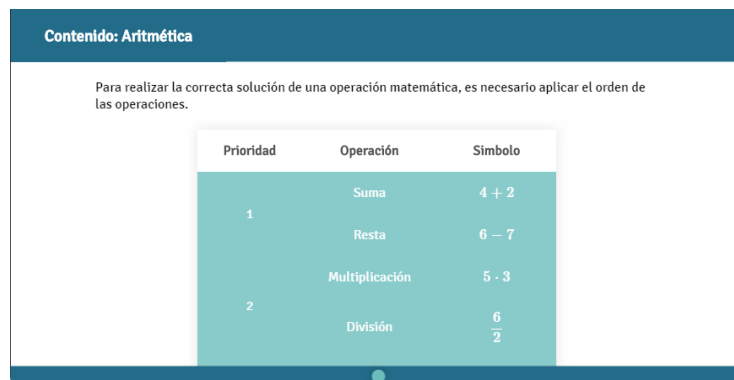 Contenido: Aritmética
Para realizar la correcta solución de una operación matemática, es necesario aplicar el orden de
las operaciones.
Prioridad Operación Símbolo
1
Suma 4 + 2
Resta 6 − 7
2
Multiplicación 5 · 3
División 6/2